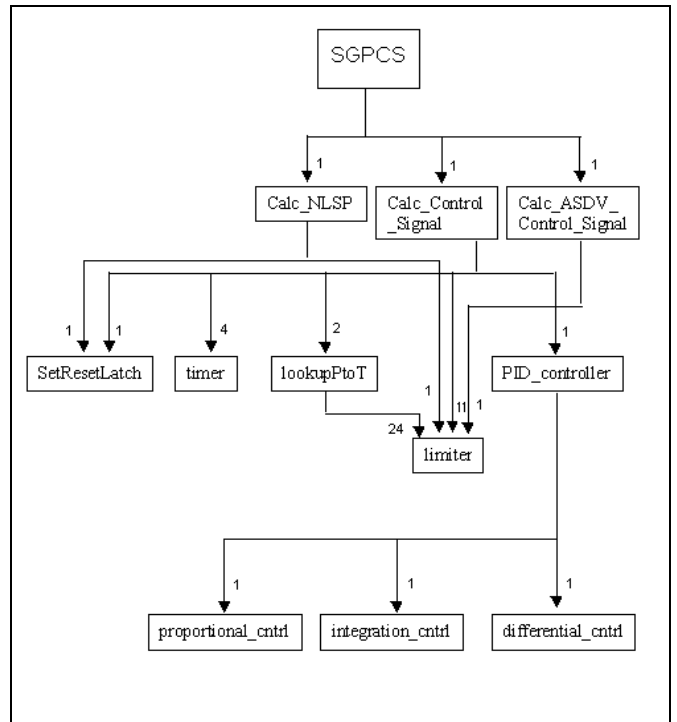 SGPCS
1
1
1
Calc_NLSP
Calc_Control
_Signal
Calc_ASDV_
Control_Signal
1
1
4
2
1
SetResetLatch
timer
lookupPtoT
PID_controller
1
11
1
24
limiter
1
1
1
proportional_cntrl
integration_cntrl
differential_cntrl